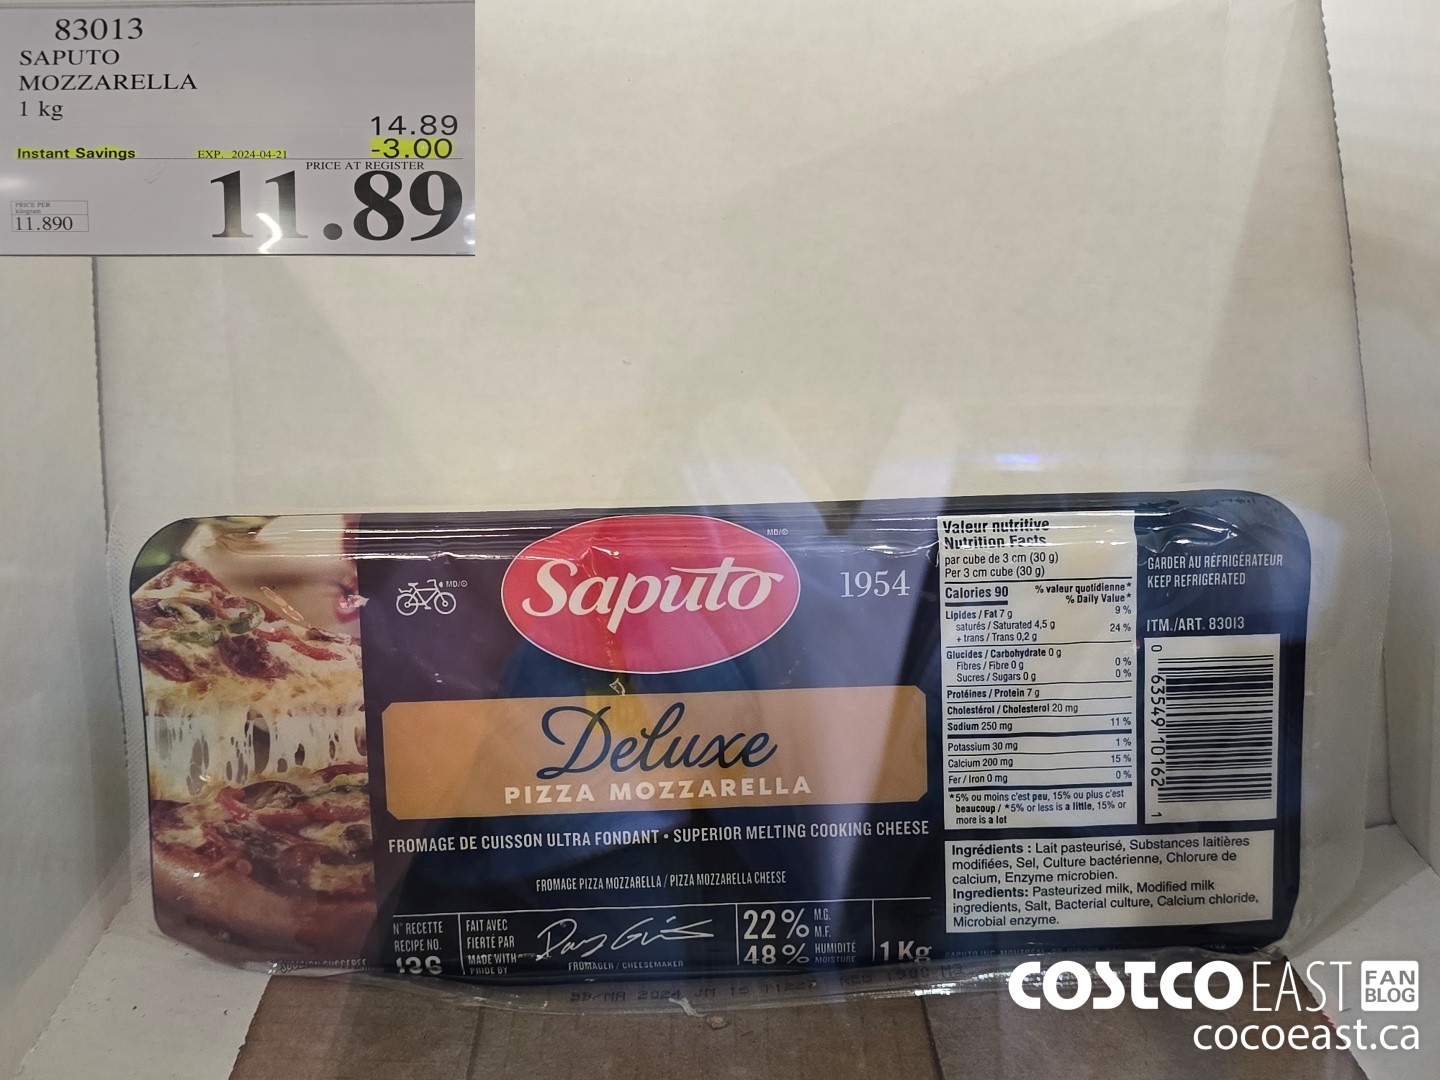 83013
SAPUTO
MOZZARELLA
1 kg
14.89
Instant Savings EXP. 2024-04-21 -3.00
PRICE AT REGISTER
11.89
PRICE PER
kilogram
11.890
MD/®
Saputo
MD/®
1954
Deluxe
PIZZA MOZZARELLA
FROMAGE DE CUISSON ULTRA FONDANT • SUPERIOR MELTING COOKING CHEESE
FROMAGE PIZZA MOZZARELLA / PIZZA MOZZARELLA CHEESE
N° RECETTE
RECIPE NO.
136
FAIT AVEC
FIERTÉ PAR
MADE WITH
PRIDE BY
FROMAGER / CHEESEMAKER
22% M.G.
M.F.
48% HUMIDITÉ
MOISTURE
1 Kg
Valeur nutritive
Nutrition Facts
par cube de 3 cm (30 g)
Per 3 cm cube (30 g)
Calories 90
% valeur quotidienne*
% Daily Value*
Lipides / Fat 7 g 9 %
saturés / Saturated 4,5 g
+ trans / Trans 0,2 g 24 %
Glucides / Carbohydrate 0 g
Fibres / Fibre 0 g 0 %
Sucres / Sugars 0 g 0 %
Protéines / Protein 7 g
Cholestérol / Cholesterol 20 mg
Sodium 250 mg 11 %
Potassium 30 mg 1 %
Calcium 200 mg 15 %
Fer / Iron 0 mg 0 %
*5% ou moins c'est peu, 15% ou plus c'est
beaucoup / *5% or less is a little, 15% or
more is a lot
Ingrédients : Lait pasteurisé, Substances laitières
modifiées, Sel, Culture bactérienne, Chlorure de
calcium, Enzyme microbien.
Ingredients: Pasteurized milk, Modified milk
ingredients, Salt, Bacterial culture, Calcium chloride,
Microbial enzyme.
GARDER AU RÉFRIGÉRATEUR
KEEP REFRIGERATED
ITM./ART. 83013
0 63549 10162 1
COSTCO EAST FAN
BLOG
cocoeast.ca